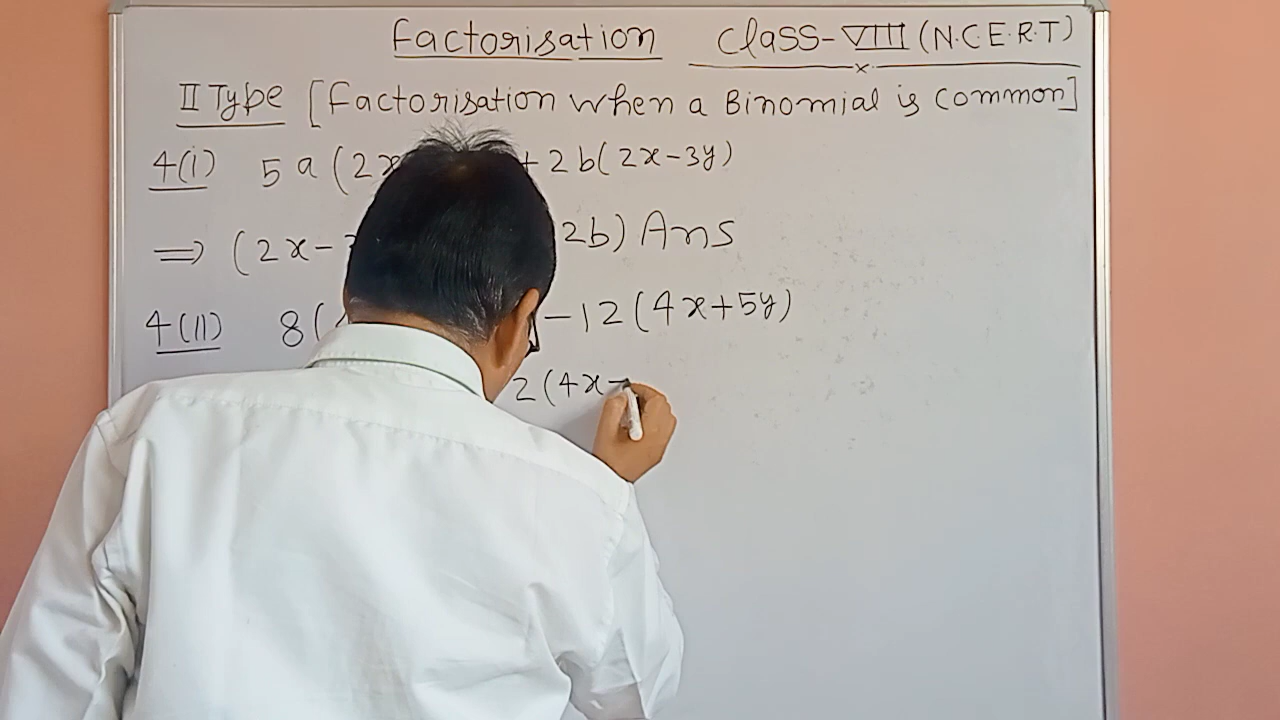 Factorisation Class-VIII (N.C.E.R.T)
II Type [Factorisation when a Binomial is common]
4(i) 5a(2x + 2b(2x-3y)
⇒ (2x- 2b) Ans
4(II) 8( -12(4x+5y)
2(4x